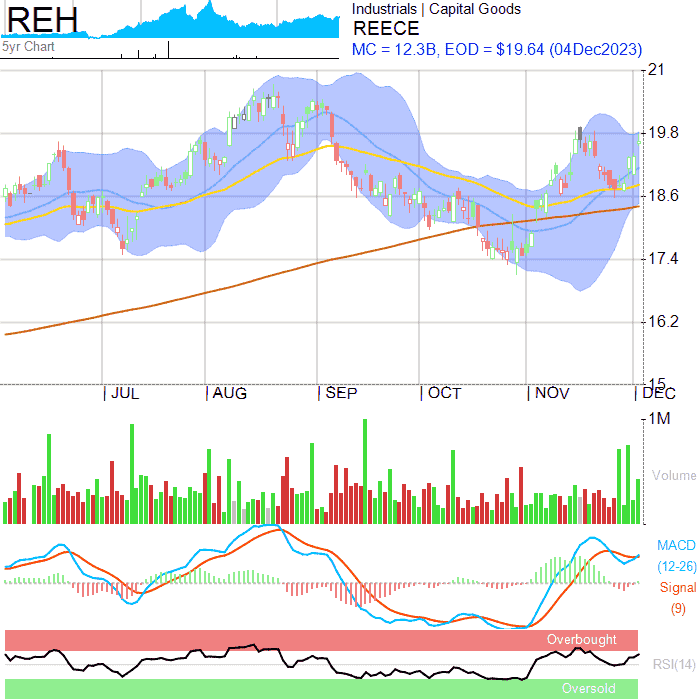 REH
5yr Chart
Industrials | Capital Goods
REECE
MC = 12.3B, EOD = $19.64 (04Dec2023)
21
19.8
18.6
17.4
16.2
15
JUL AUG SEP OCT NOV DEC
1M
Volume
MACD
(12-26)
Signal
(9)
Overbought
RSI(14)
Oversold